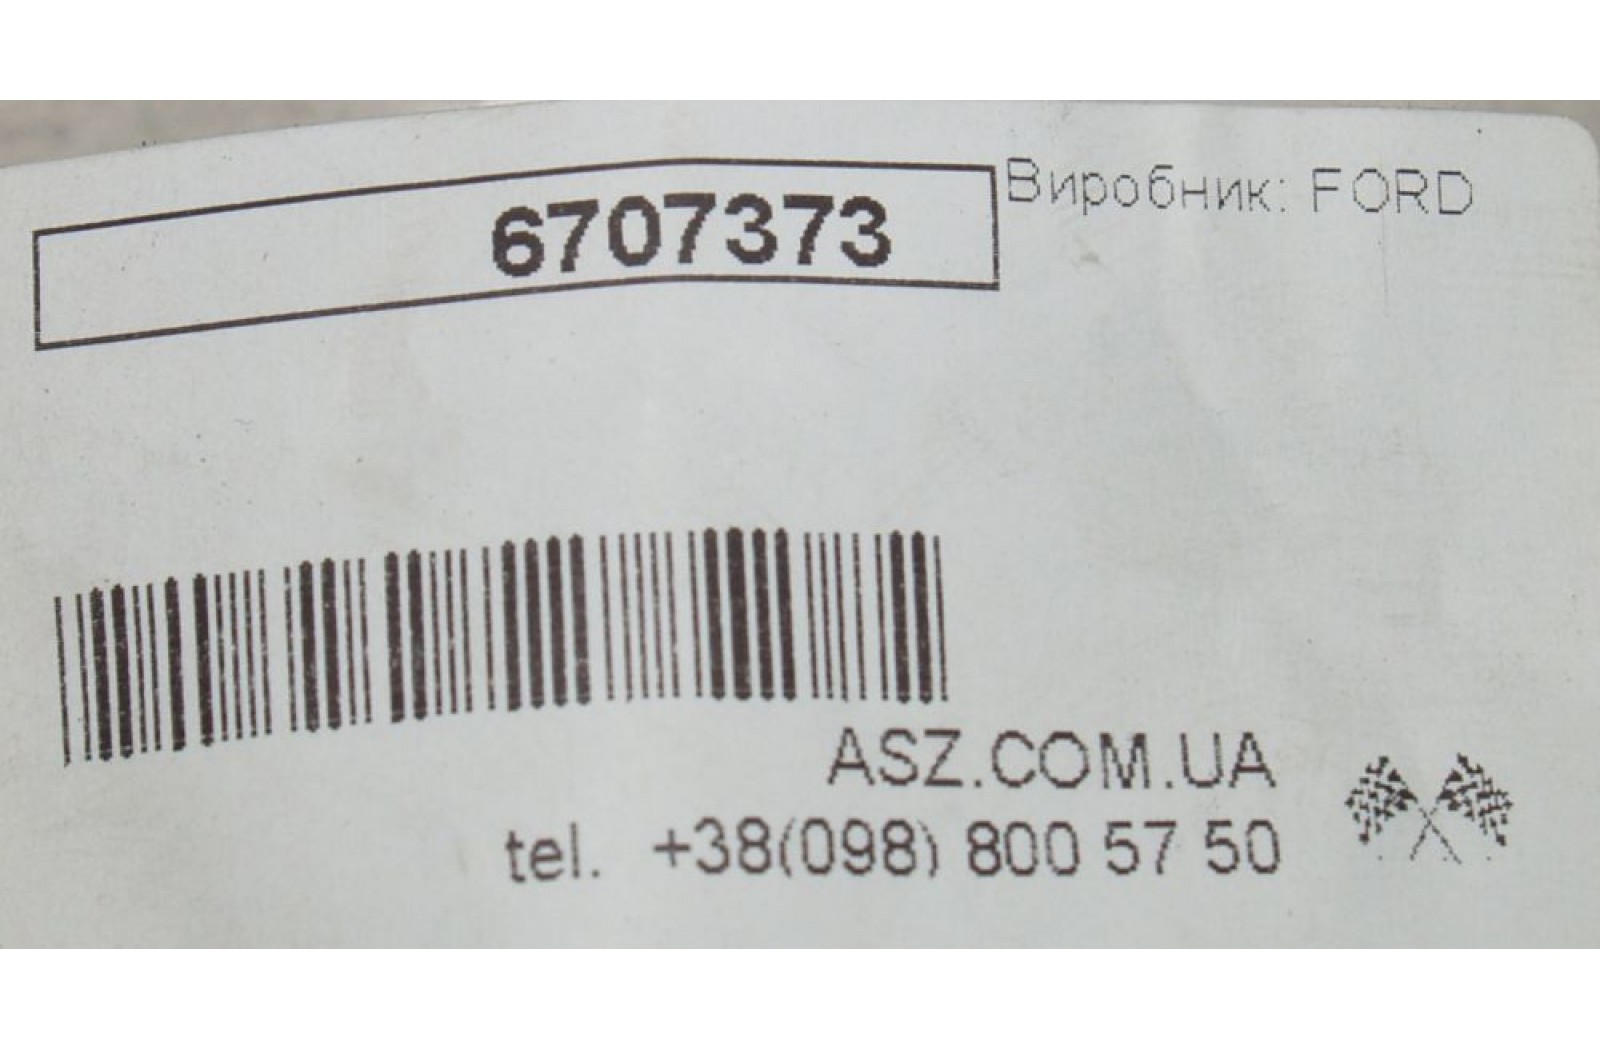 6707373
Виробник: FORD
ASZ.COM.UA
tel. +38(098) 800 57 50